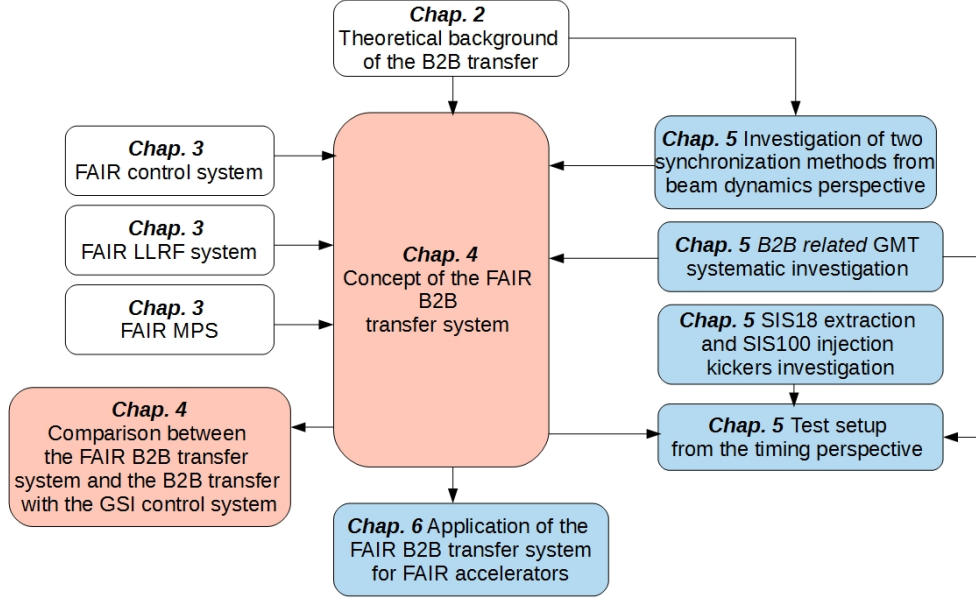 Chap. 2
Theoretical background
of the B2B transfer
Chap. 3
FAIR control system
Chap. 3
FAIR LLRF system
Chap. 3
FAIR MPS
Chap. 4
Concept of the FAIR
B2B
transfer system
Chap. 5 Investigation of two
synchronization methods from
beam dynamics perspective
Chap. 5 B2B related GMT
systematic investigation
Chap. 5 SIS18 extraction
and SIS100 injection
kickers investigation
Chap. 5 Test setup
from the timing perspective
Chap. 4
Comparison between
the FAIR B2B transfer
system and the B2B transfer
with the GSI control system
Chap. 6 Application of the
FAIR B2B transfer system
for FAIR accelerators